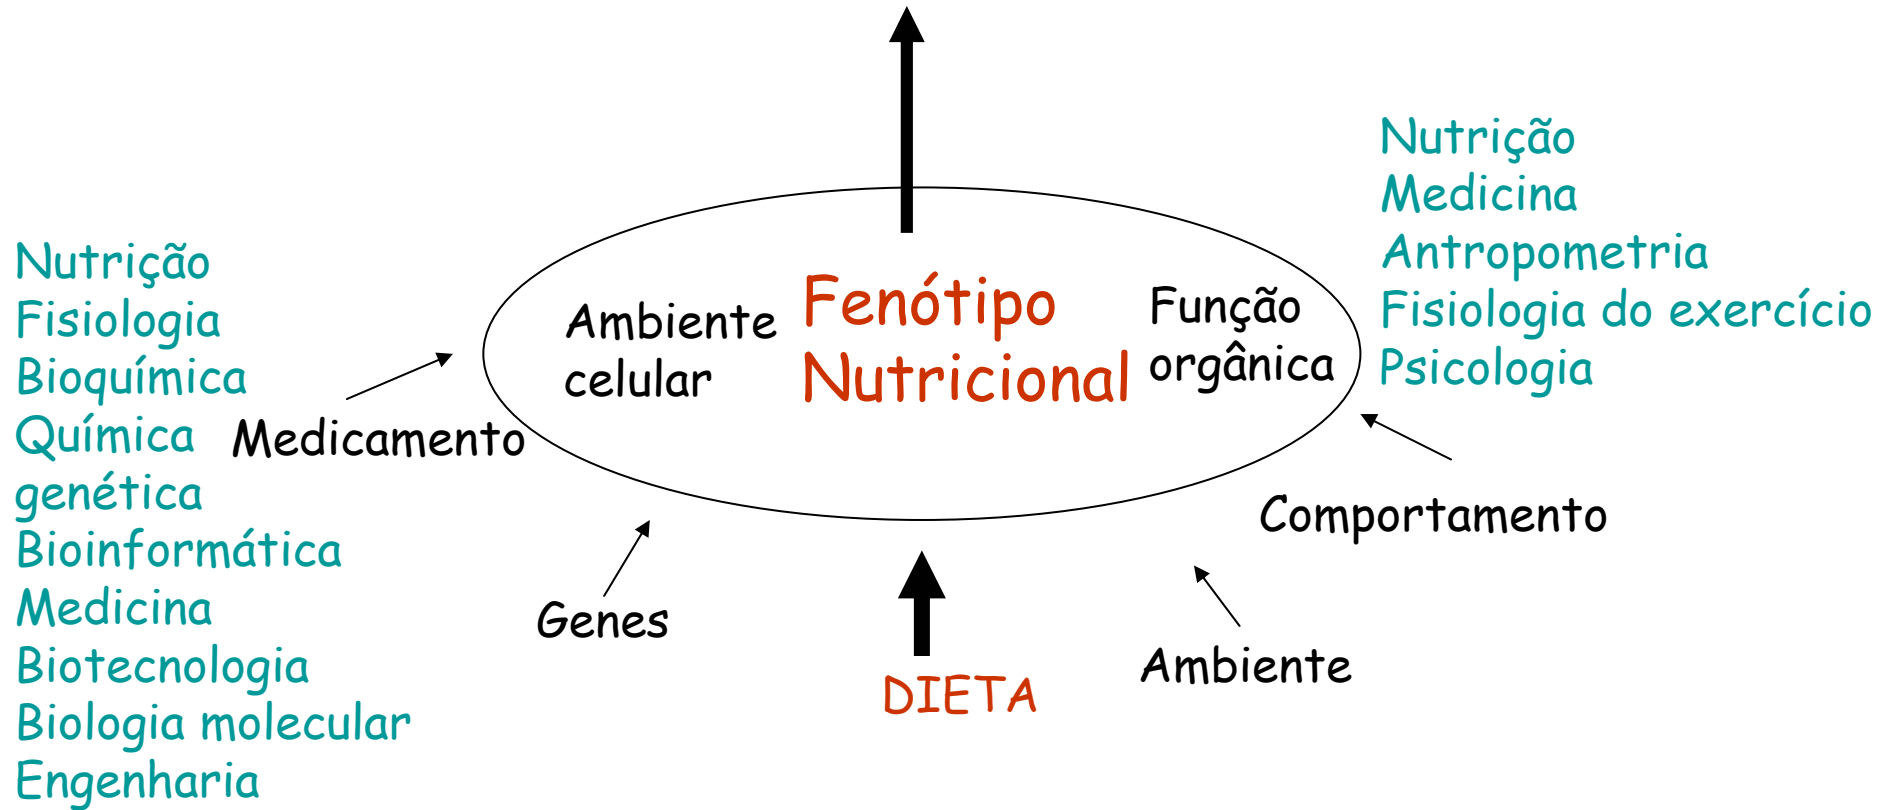 Nutrição
Fisiologia
Bioquímica
Química
genética
Bioinformática
Medicina
Biotecnologia
Biologia molecular
Engenharia
Medicamento
Genes
Ambiente
celular
Fenótipo
Nutricional
Função
orgânica
DIETA
Ambiente
Comportamento
Nutrição
Medicina
Antropometria
Fisiologia do exercício
Psicologia